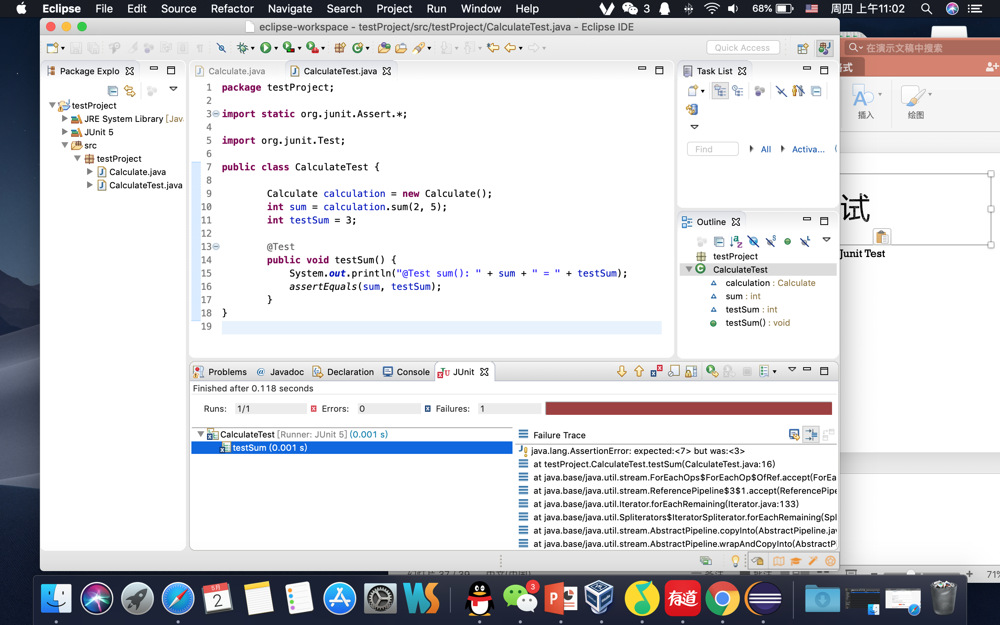 Eclipse File Edit Source Refactor Navigate Search Project Run Window Help 3 68% 周四 上午11:02
eclipse-workspace - testProject/src/testProject/CalculateTest.java - Eclipse IDE
Quick Access
在演示文稿中搜索
Package Explo
testProject
JRE System Library [Jav
JUnit 5
src
testProject
Calculate.java
CalculateTest.java
Calculate.java CalculateTest.java
1 package testProject;
2
3 import static org.junit.Assert.*;
4
5 import org.junit.Test;
6
7 public class CalculateTest {
8
9 Calculate calculation = new Calculate();
10 int sum = calculation.sum(2, 5);
11 int testSum = 3;
12
13 @Test
14 public void testSum() {
15 System.out.println("@Test sum(): " + sum + " = " + testSum);
16 assertEquals(sum, testSum);
17 }
18 }
19
Task List
Find All Activa...
Outline
testProject
CalculateTest
calculation : Calculate
sum : int
testSum : int
testSum() : void
式
插入 绘图
试
Junit Test
Problems @ Javadoc Declaration Console JUnit
Finished after 0.118 seconds
Runs: 1/1 Errors: 0 Failures: 1
CalculateTest [Runner: JUnit 5] (0.001 s)
testSum (0.001 s)
Failure Trace
java.lang.AssertionError: expected:<7> but was:<3>
at testProject.CalculateTest.testSum(CalculateTest.java:16)
at java.base/java.util.stream.ForEachOps$ForEachOp$OfRef.accept(ForEa
at java.base/java.util.stream.ReferencePipeline$3$1.accept(ReferencePipe
at java.base/java.util.Iterator.forEachRemaining(Iterator.java:133)
at java.base/java.util.Spliterators$IteratorSpliterator.forEachRemaining(Spl
at java.base/java.util.stream.AbstractPipeline.copyInto(AbstractPipeline.jav
at java.base/java.util.stream.AbstractPipeline.wrapAndCopyInto(AbstractPi
71%
5月
2
WS
3
P
有道